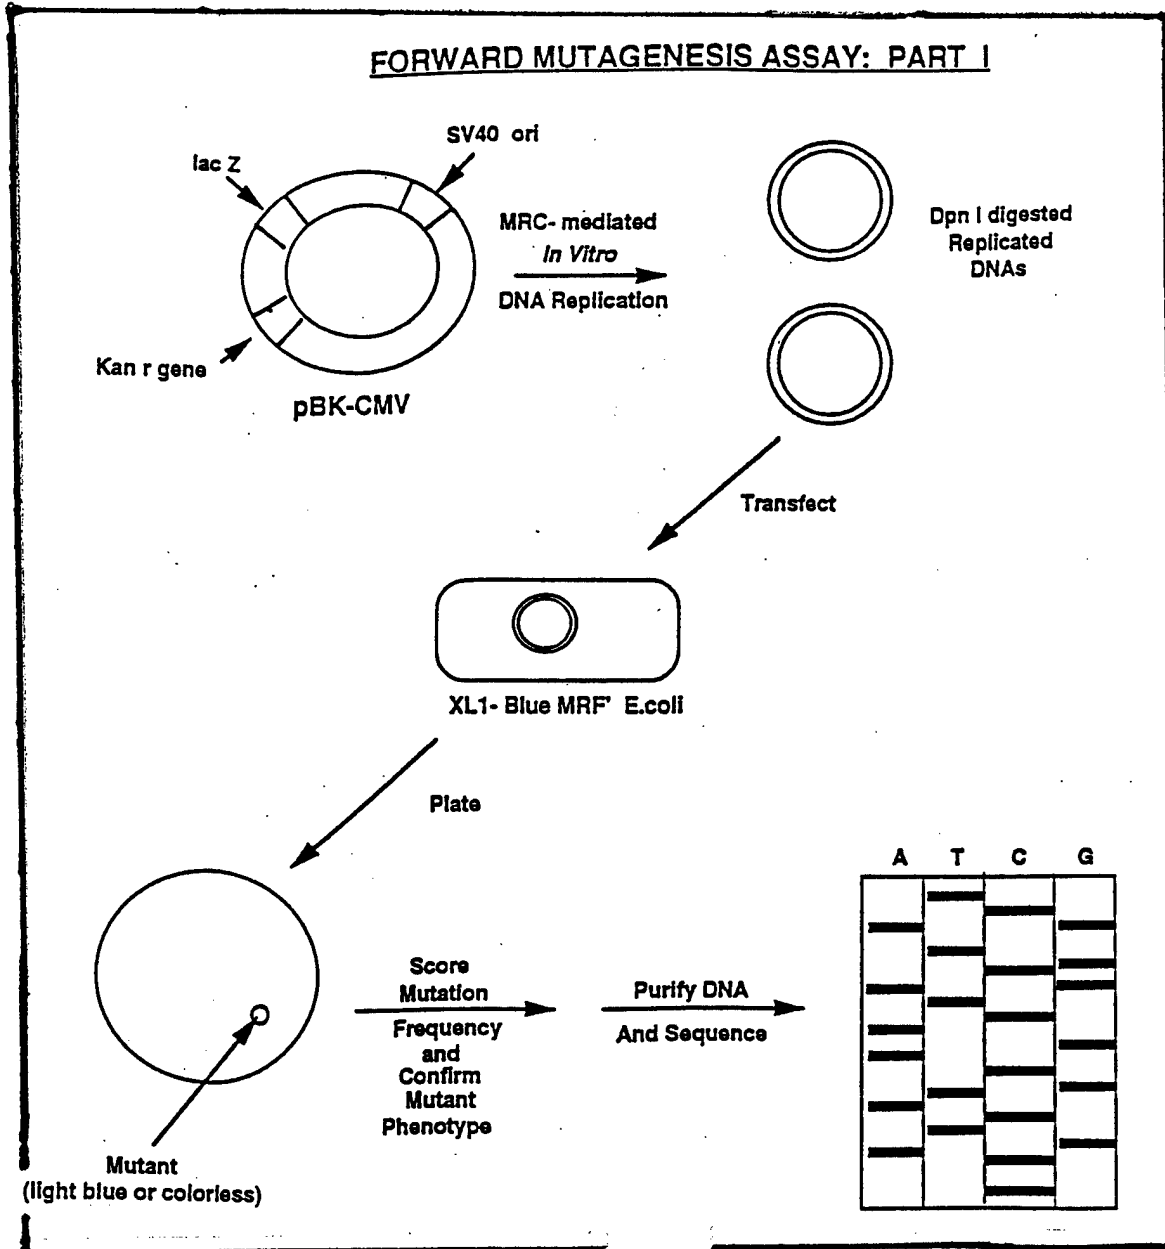 FORWARD MUTAGENESIS ASSAY: PART I
SV40 ori
lac Z
MRC- mediated
In Vitro
DNA Replication
Dpn I digested
Replicated
DNAs
Kan r gene
pBK-CMV
Transfect
XL1- Blue MRF' E.coli
Plate
A T C G
Score
Mutation
Frequency
and
Confirm
Mutant
Phenotype
Purify DNA
And Sequence
Mutant
(light blue or colorless)